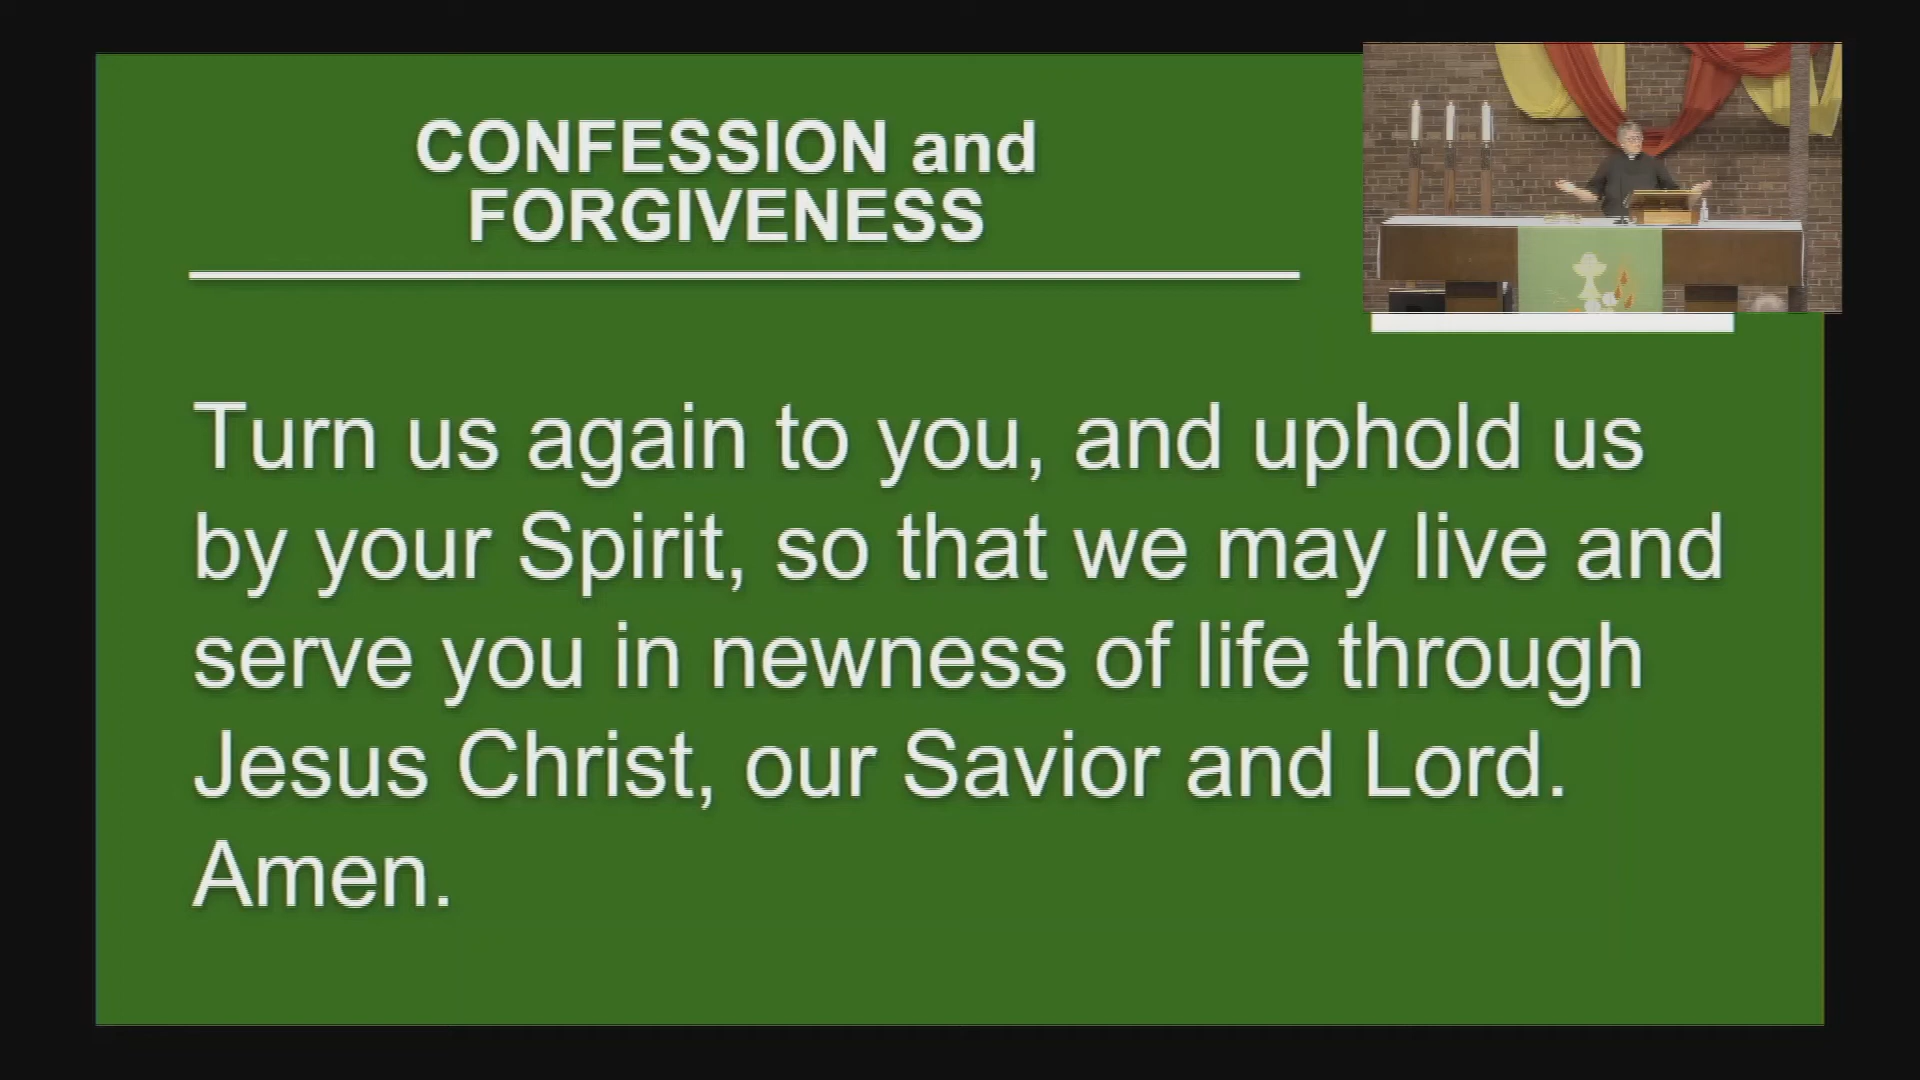 CONFESSION and
FORGIVENESS
Turn us again to you, and uphold us
by your Spirit, so that we may live and
serve you in newness of life through
Jesus Christ, our Savior and Lord.
Amen.